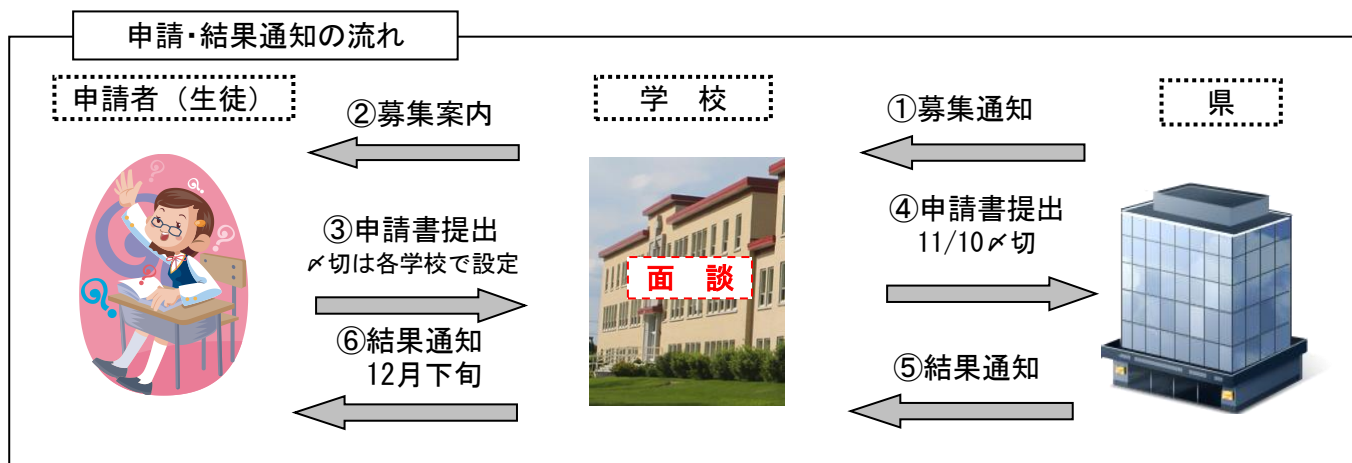 申請・結果通知の流れ
申請者（生徒）
学　校
県
②募集案内
①募集通知
③申請書提出
〆切は各学校で設定
④申請書提出
11/10〆切
面　談
⑥結果通知
12月下旬
⑤結果通知